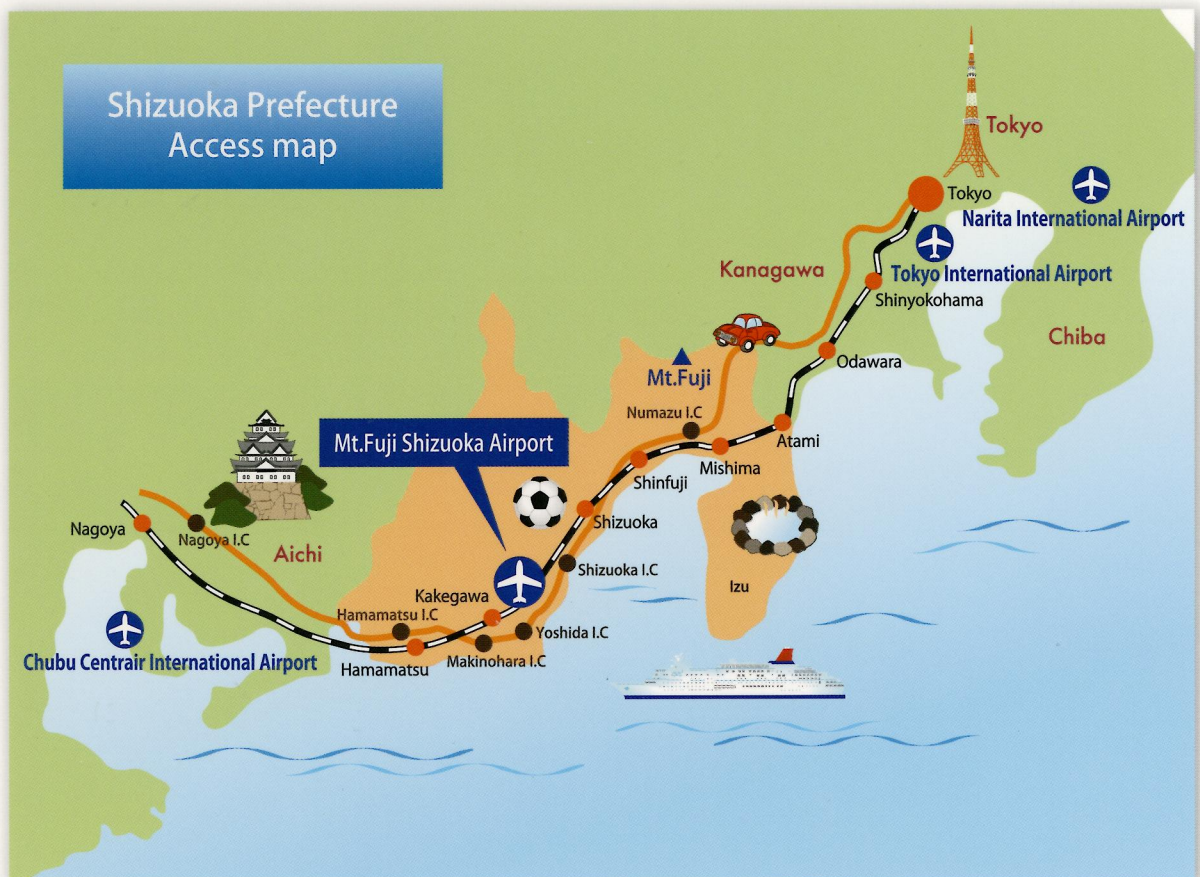 Shizuoka Prefecture
Access map
Tokyo
Tokyo
Narita International Airport
Tokyo International Airport
Kanagawa
Shinyokohama
Chiba
Odawara
Mt.Fuji
Numazu I.C
Atami
Mt.Fuji Shizuoka Airport
Mishima
Shinfuji
Shizuoka
Nagoya
Nagoya I.C
Aichi
Shizuoka I.C
Izu
Kakegawa
Hamamatsu I.C
Yoshida I.C
Makinohara I.C
Hamamatsu
Chubu Centrair International Airport